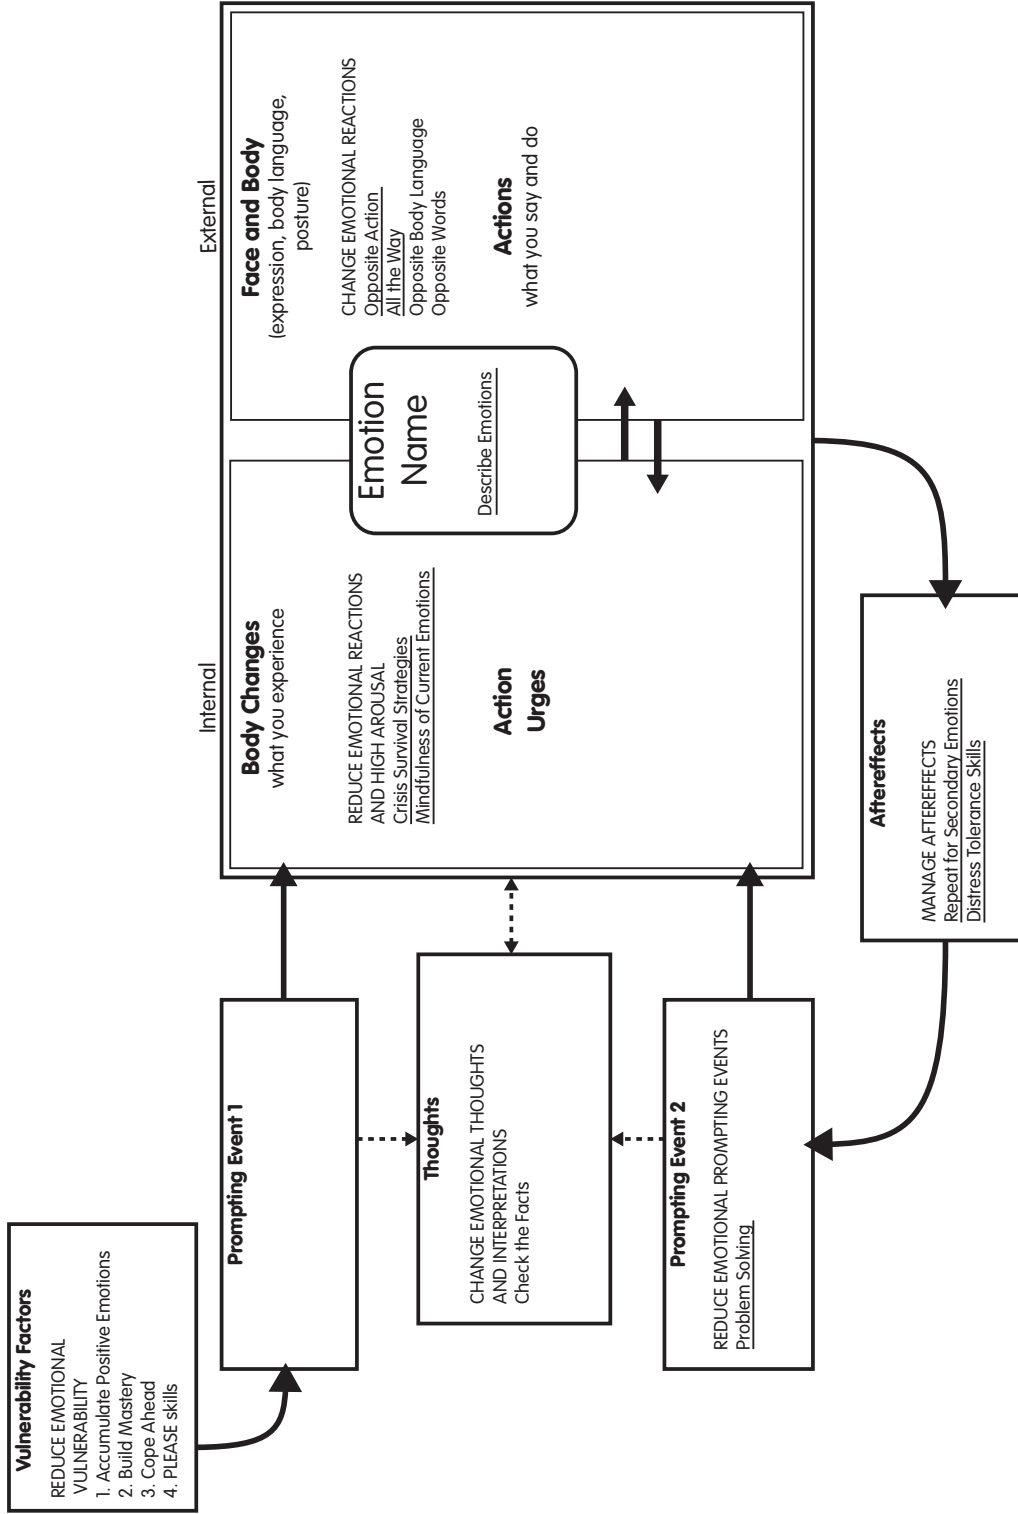 Vulnerability Factors
REDUCE EMOTIONAL
VULNERABILITY
1. Accumulate Positive Emotions
2. Build Mastery
3. Cope Ahead
4. PLEASE skills
Prompting Event 1
Thoughts
CHANGE EMOTIONAL THOUGHTS
AND INTERPRETATIONS
Check the Facts
Prompting Event 2
REDUCE EMOTIONAL PROMPTING EVENTS
Problem Solving
Internal
Body Changes
what you experience
REDUCE EMOTIONAL REACTIONS
AND HIGH AROUSAL
Crisis Survival Strategies
Mindfulness of Current Emotions
Action
Urges
Emotion
Name
Describe Emotions
External
Face and Body
(expression, body language,
posture)
CHANGE EMOTIONAL REACTIONS
Opposite Action
All the Way
Opposite Body Language
Opposite Words
Actions
what you say and do
Aftereffects
MANAGE AFTEREFFECTS
Repeat for Secondary Emotions
Distress Tolerance Skills